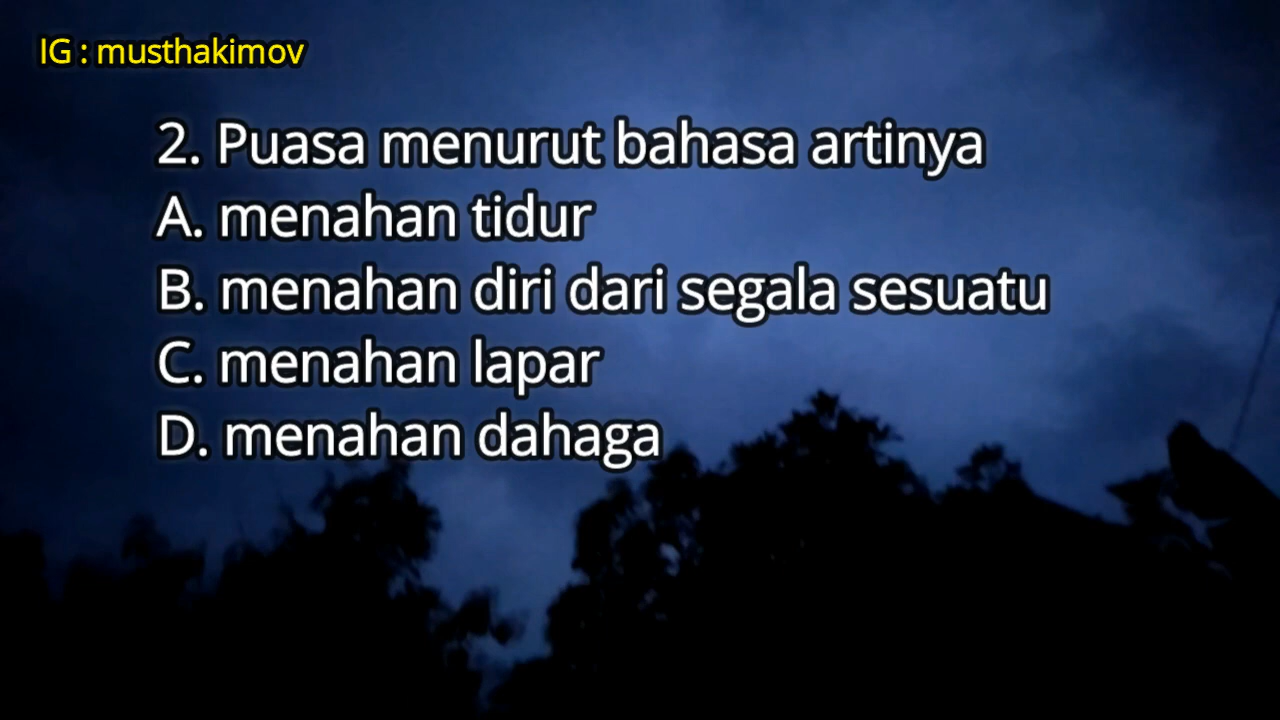 IG : musthakimov
2. Puasa menurut bahasa artinya
A. menahan tidur
B. menahan diri dari segala sesuatu
C. menahan lapar
D. menahan dahaga